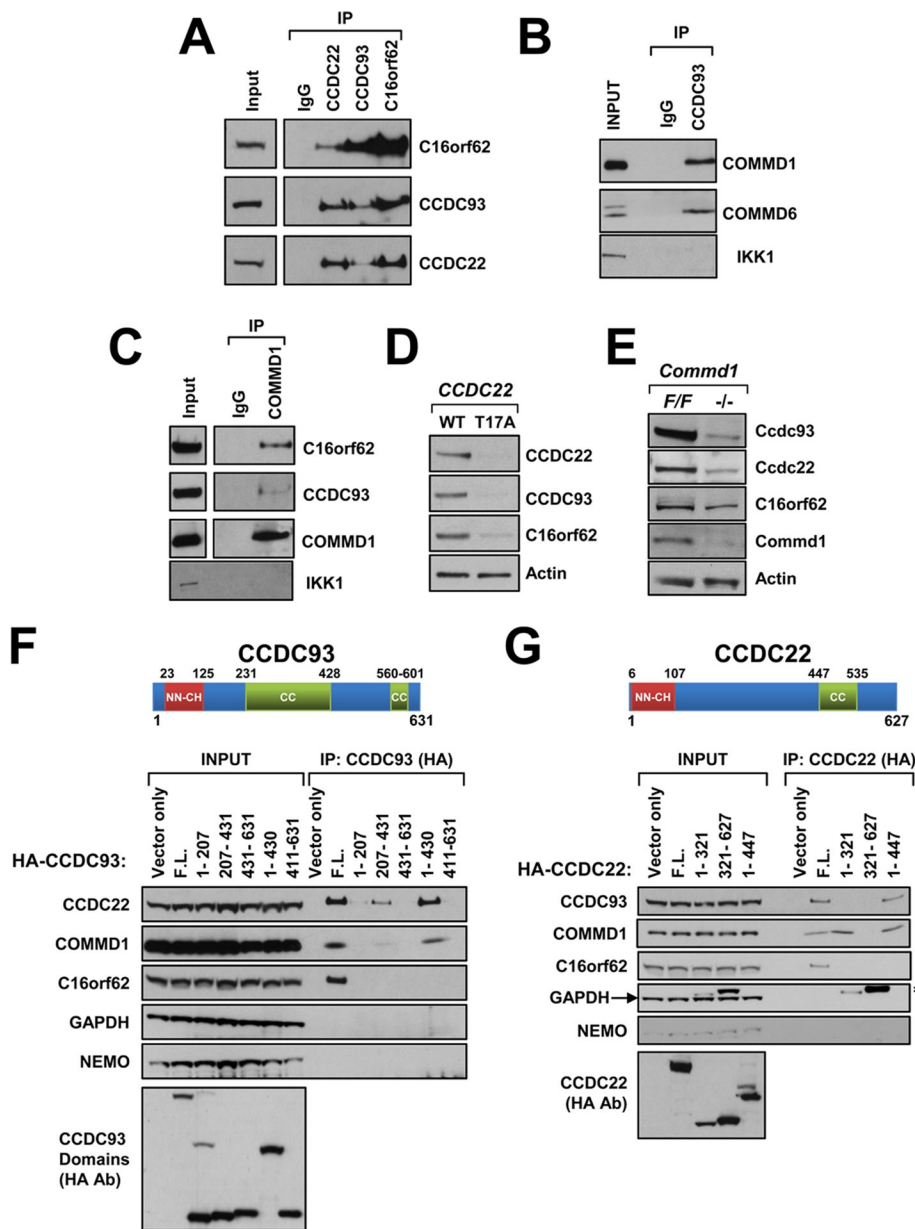 A
IP
Input
IgG
CCDC22
CCDC93
C16orf62
C16orf62
CCDC93
CCDC22
B
IP
INPUT
IgG
CCDC93
COMMD1
COMMD6
IKK1
C
IP
Input
IgG
COMMD1
C16orf62
CCDC93
COMMD1
IKK1
D
CCDC22
WT T17A
CCDC22
CCDC93
C16orf62
Actin
E
Commd1
F/F -/-
Ccdc93
Ccdc22
C16orf62
Commd1
Actin
F
CCDC93
23 125 231 428 560-601
NN-CH CC CC
1 631
INPUT IP: CCDC93 (HA)
HA-CCDC93:
Vector only
F.L.
1- 207
207- 431
431- 631
1- 430
411-631
Vector only
F.L.
1- 207
207- 431
431- 631
1- 430
411-631
CCDC22
COMMD1
C16orf62
GAPDH
NEMO
CCDC93
Domains
(HA Ab)
G
CCDC22
6 107 447 535
NN-CH CC
1 627
INPUT IP: CCDC22 (HA)
HA-CCDC22:
Vector only
F.L.
1- 321
321- 627
1- 447
Vector only
F.L.
1- 321
321- 627
1- 447
CCDC93
COMMD1
C16orf62
GAPDH
*
NEMO
CCDC22
(HA Ab)